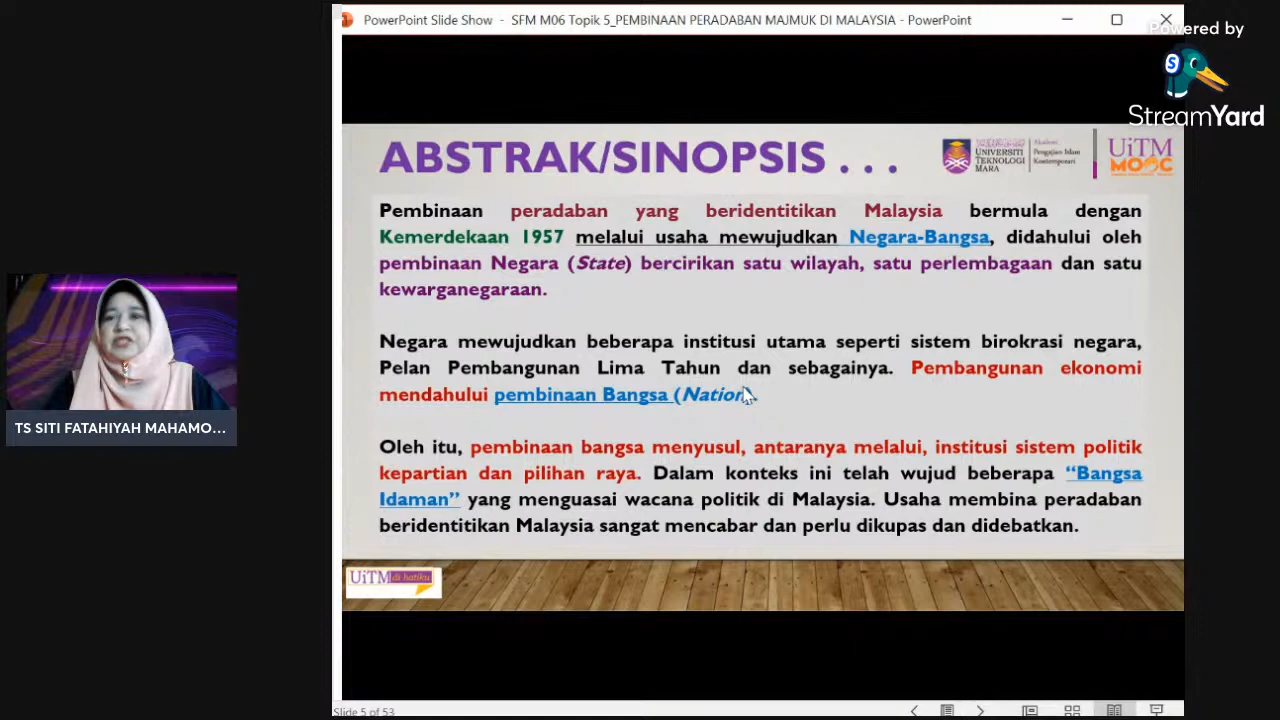 PowerPoint Slide Show - SFM M06 Topik 5_PEMBINAAN PERADABAN MAJMUK DI MALAYSIA - PowerPoint
Powered by
StreamYard
ABSTRAK/SINOPSIS . . .
UNIVERSITI
TEKNOLOGI
MARA
Akademi
Pengajian Islam
Kontemporari
UiTM
MOOC
Pembinaan peradaban yang beridentitikan Malaysia bermula dengan
Kemerdekaan 1957 melalui usaha mewujudkan Negara-Bangsa, didahului oleh
pembinaan Negara (State) bercirikan satu wilayah, satu perlembagaan dan satu
kewarganegaraan.
Negara mewujudkan beberapa institusi utama seperti sistem birokrasi negara,
Pelan Pembangunan Lima Tahun dan sebagainya. Pembangunan ekonomi
mendahului pembinaan Bangsa (Nation).
Oleh itu, pembinaan bangsa menyusul, antaranya melalui, institusi sistem politik
kepartian dan pilihan raya. Dalam konteks ini telah wujud beberapa “Bangsa
Idaman” yang menguasai wacana politik di Malaysia. Usaha membina peradaban
beridentitikan Malaysia sangat mencabar dan perlu dikupas dan didebatkan.
TS SITI FATAHIYAH MAHAMO...
UiTM di hatiku
Slide 5 of 53